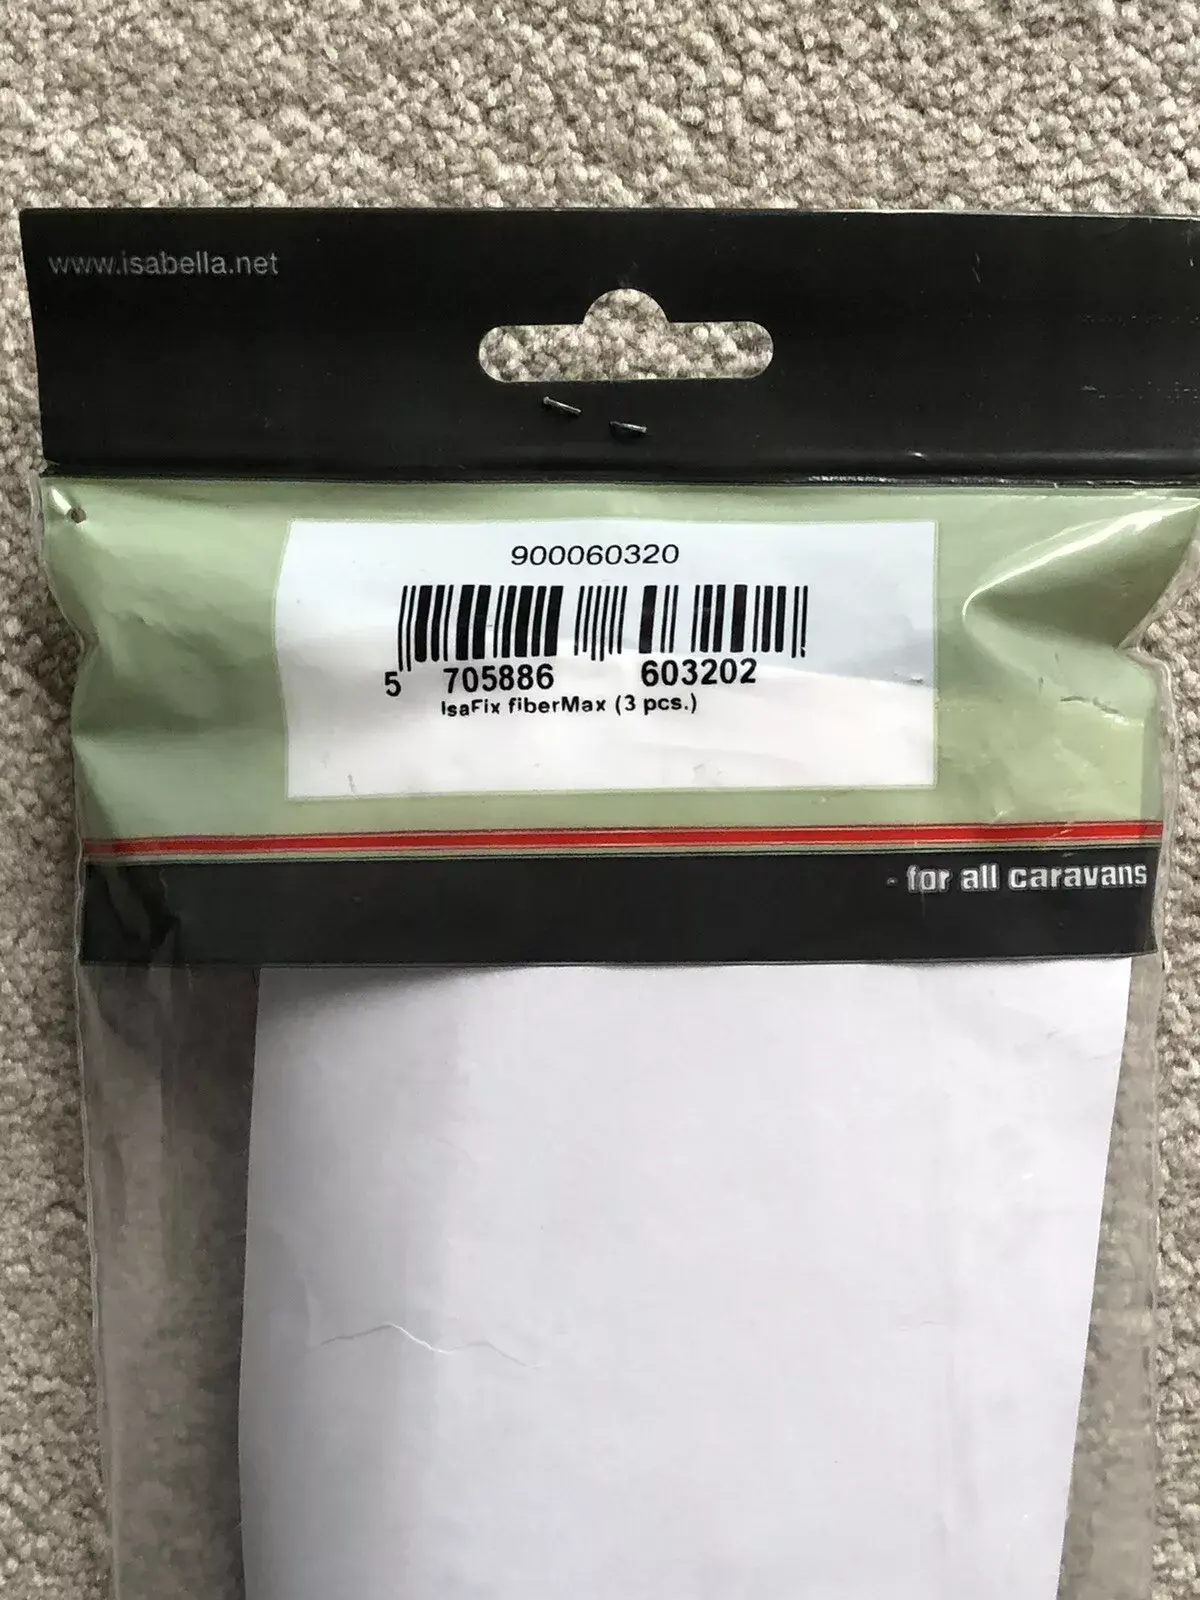 www.isabella.net
900060320
5 705886 603202
IsaFix fiberMax (3 pcs.)
- for all caravans